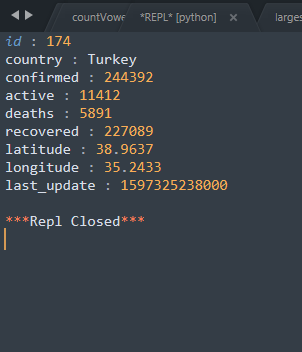 countVowe
*REPL* [python]
larges
id : 174
country : Turkey
confirmed : 244392
active : 11412
deaths : 5891
recovered : 227089
latitude : 38.9637
longitude : 35.2433
last_update : 1597325238000
***Repl Closed***